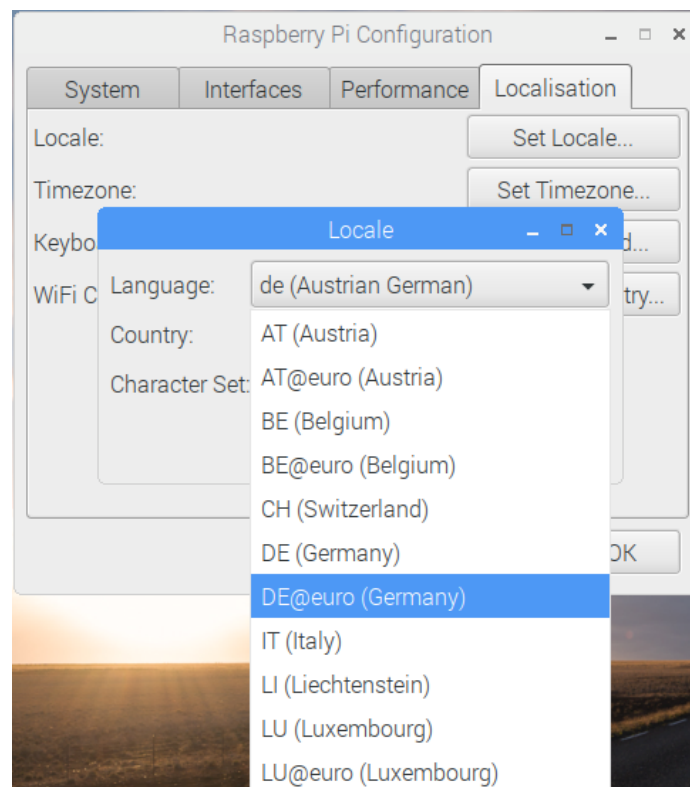 Raspberry Pi Configuration
System Interfaces Performance Localisation
Locale: Set Locale...
Timezone: Set Timezone...
Locale
Keybo d...
Language: de (Austrian German)
WiFi C try...
Country: AT (Austria)
Character Set: AT@euro (Austria)
BE (Belgium)
BE@euro (Belgium)
CH (Switzerland)
DE (Germany)
OK
DE@euro (Germany)
IT (Italy)
LI (Liechtenstein)
LU (Luxembourg)
LU@euro (Luxembourg)